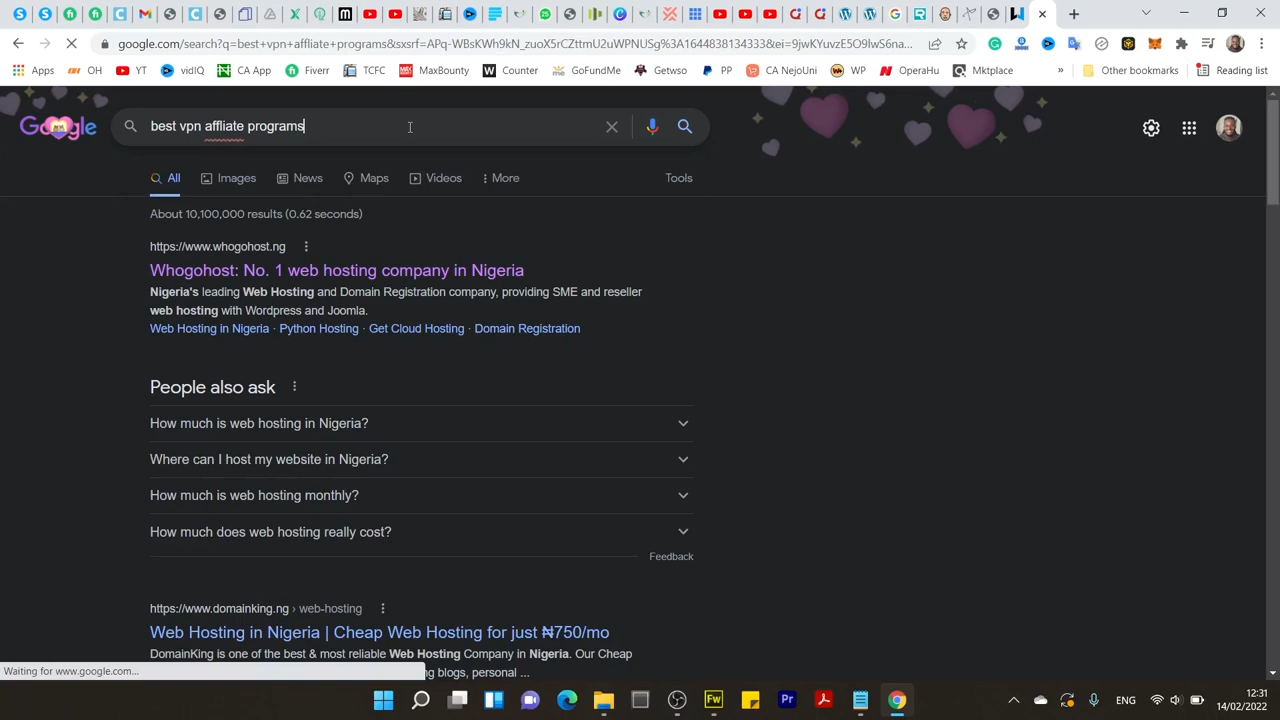 google.com/search?q=best+vpn+affliate+programs&sxsrf=APq-WBsKWh9kN_zuoX5rCZttmU2uWPNUSg%3A1644838134333&ei=9jwKYuvzE5O9lwS6na...
Apps OH YT vidIQ CA App Fiverr TCFC MaxBounty Counter GoFundMe Getwso PP CA NejoUni WP OperaHu Mktplace » Other bookmarks Reading list
Google best vpn affliate programs
All Images News Maps Videos More Tools
About 10,100,000 results (0.62 seconds)
https://www.whogohost.ng
Whogohost: No. 1 web hosting company in Nigeria
Nigeria's leading Web Hosting and Domain Registration company, providing SME and reseller
web hosting with Wordpress and Joomla.
Web Hosting in Nigeria · Python Hosting · Get Cloud Hosting · Domain Registration
People also ask
How much is web hosting in Nigeria?
Where can I host my website in Nigeria?
How much is web hosting monthly?
How much does web hosting really cost?
Feedback
https://www.domainking.ng › web-hosting
Web Hosting in Nigeria | Cheap Web Hosting for just ₦750/mo
DomainKing is one of the best & most reliable Web Hosting Company in Nigeria. Our Cheap
Waiting for www.google.com... ng blogs, personal ...
Fw Pr ENG 12:31
14/02/2022